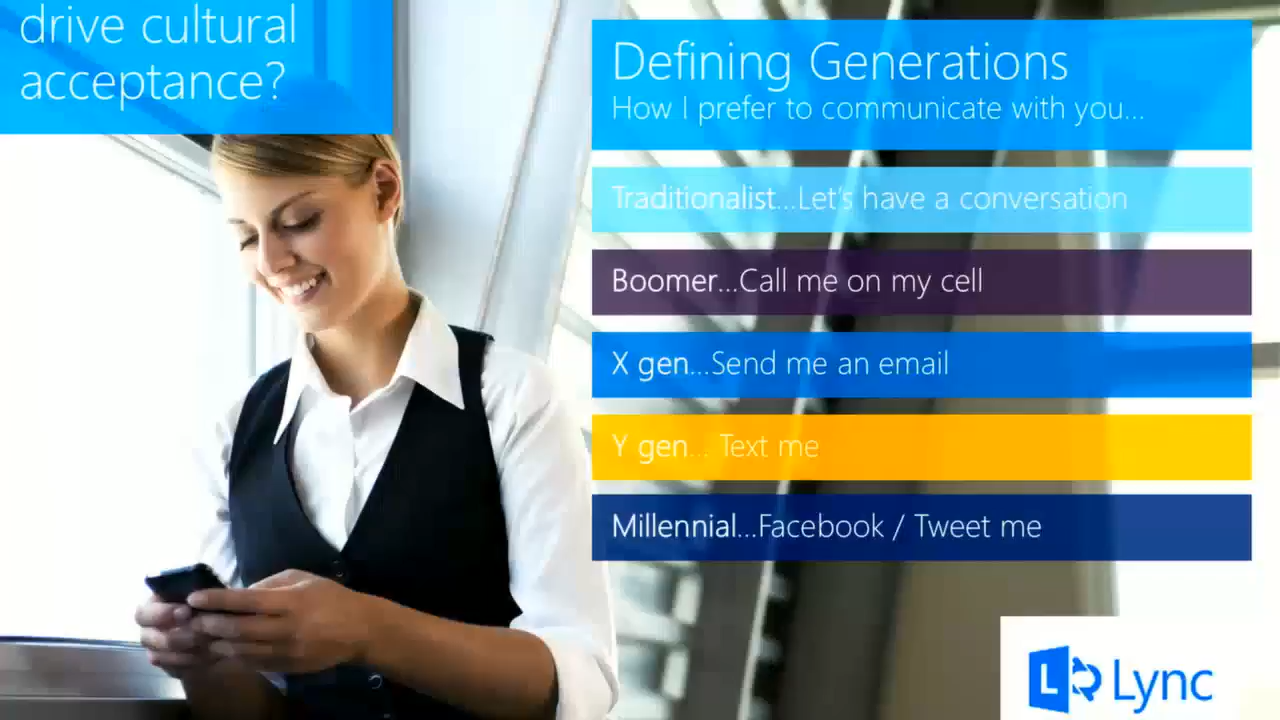 drive cultural
acceptance?
Defining Generations
How I prefer to communicate with you...
Traditionalist...Let's have a conversation
Boomer...Call me on my cell
X gen...Send me an email
Y gen... Text me
Millennial...Facebook / Tweet me
Lync